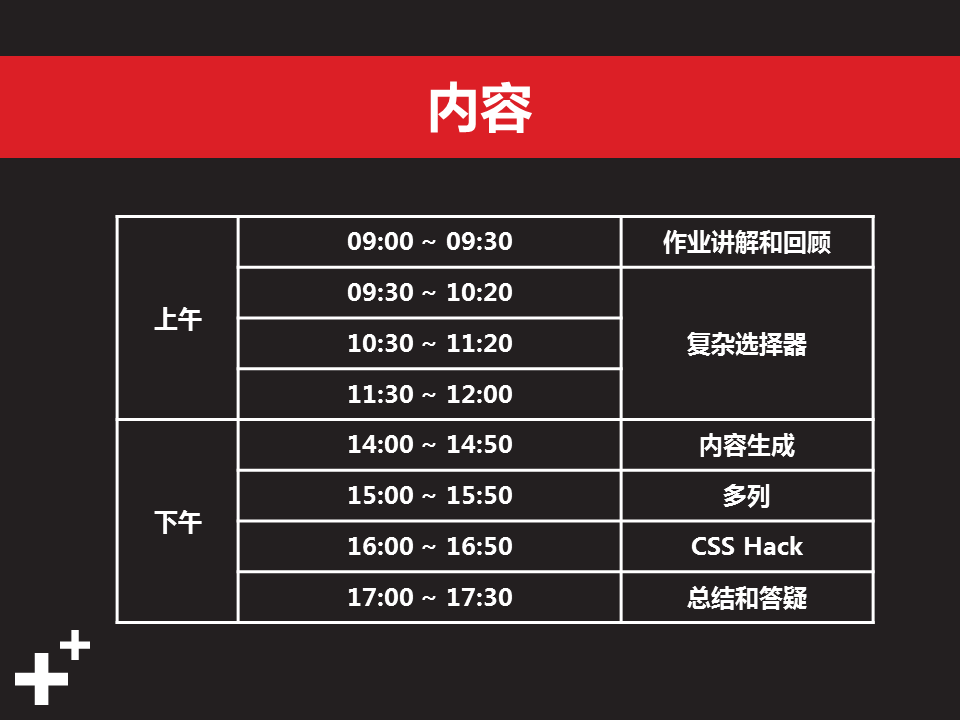 内容
上午
09:00 ~ 09:30 作业讲解和回顾
09:30 ~ 10:20
10:30 ~ 11:20 复杂选择器
11:30 ~ 12:00
下午
14:00 ~ 14:50 内容生成
15:00 ~ 15:50 多列
16:00 ~ 16:50 CSS Hack
17:00 ~ 17:30 总结和答疑